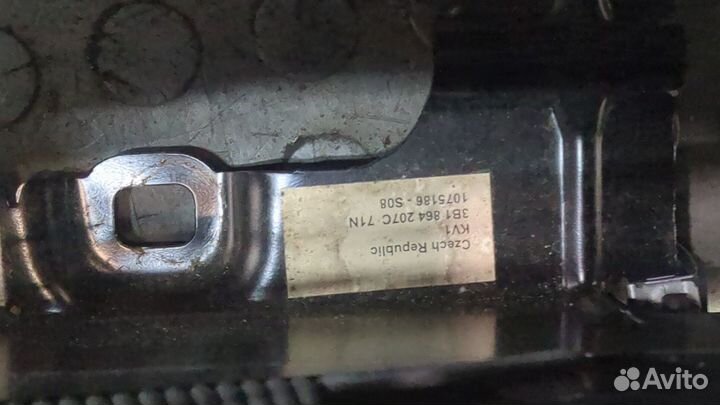 Czech Republic
KV1
3B1 864 207C 71N
1075186 - S08
Avito